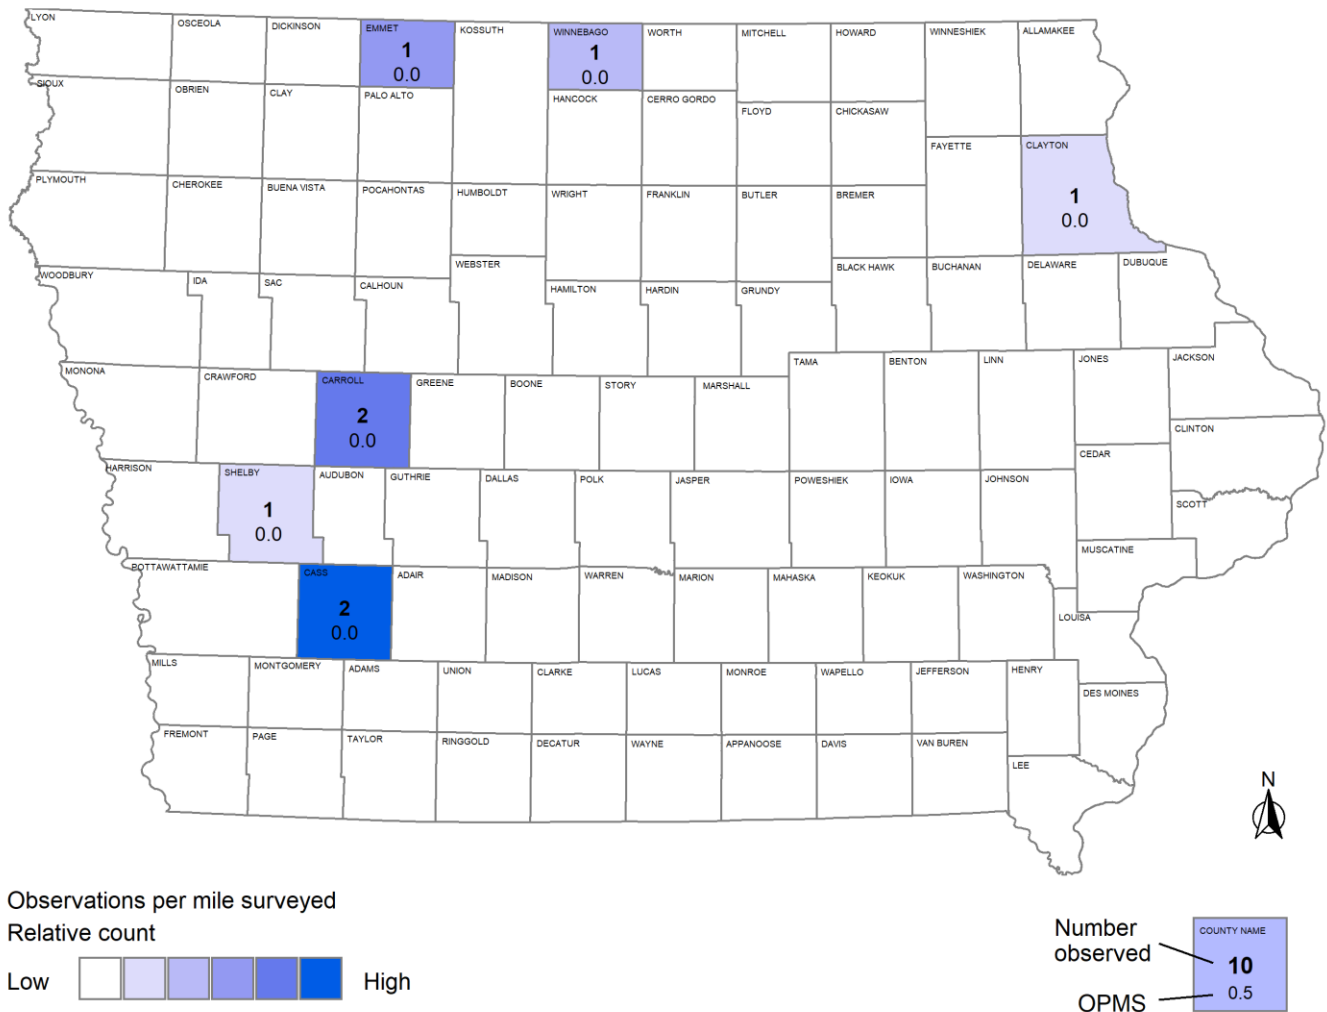 LYON
OSCEOLA
DICKINSON
EMMET
1
0.0
KOSSUTH
WINNEBAGO
1
0.0
WORTH
MITCHELL
HOWARD
WINNESHIEK
ALLAMAKEE
SIOUX
OBRIEN
CLAY
PALO ALTO
HANCOCK
CERRO GORDO
FLOYD
CHICKASAW
FAYETTE
CLAYTON
1
0.0
PLYMOUTH
CHEROKEE
BUENA VISTA
POCAHONTAS
HUMBOLDT
WRIGHT
FRANKLIN
BUTLER
BREMER
WOODBURY
IDA
SAC
CALHOUN
WEBSTER
HAMILTON
HARDIN
GRUNDY
BLACK HAWK
BUCHANAN
DELAWARE
DUBUQUE
MONONA
CRAWFORD
CARROLL
2
0.0
GREENE
BOONE
STORY
MARSHALL
TAMA
BENTON
LINN
JONES
JACKSON
CLINTON
CEDAR
HARRISON
SHELBY
1
0.0
AUDUBON
GUTHRIE
DALLAS
POLK
JASPER
POWESHIEK
IOWA
JOHNSON
SCOTT
MUSCATINE
POTTAWATTAMIE
CASS
2
0.0
ADAIR
MADISON
WARREN
MARION
MAHASKA
KEOKUK
WASHINGTON
LOUISA
MILLS
MONTGOMERY
ADAMS
UNION
CLARKE
LUCAS
MONROE
WAPELLO
JEFFERSON
HENRY
DES MOINES
FREMONT
PAGE
TAYLOR
RINGGOLD
DECATUR
WAYNE
APPANOOSE
DAVIS
VAN BUREN
LEE
N
Observations per mile surveyed
Relative count
Low
High
Number
observed
OPMS
COUNTY NAME
10
0.5